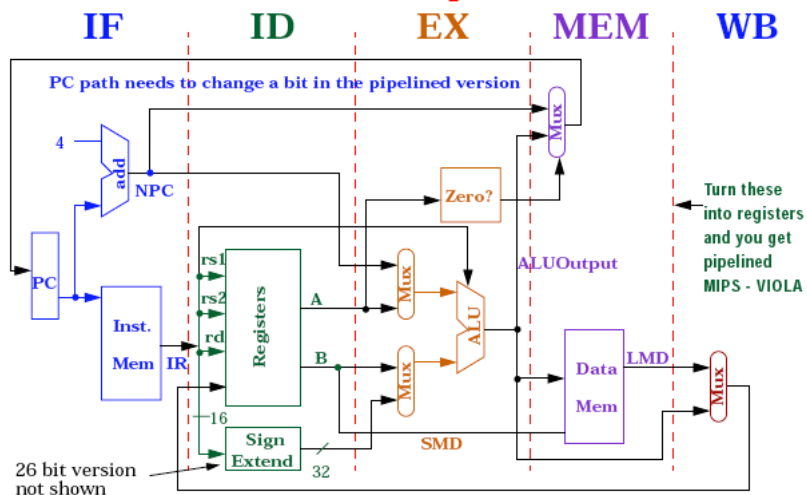 IF ID EX MEM WB
PC path needs to change a bit in the pipelined version
4
add
NPC
Mux
Zero?
Turn these
into registers
and you get
pipelined
MIPS - VIOLA
PC
Inst.
Mem
IR
rs1
rs2
rd
Registers
A
B
Mux
Mux
ALU
ALUOutput
Data
Mem
LMD
Mux
16
Sign
Extend
32
SMD
26 bit version
not shown